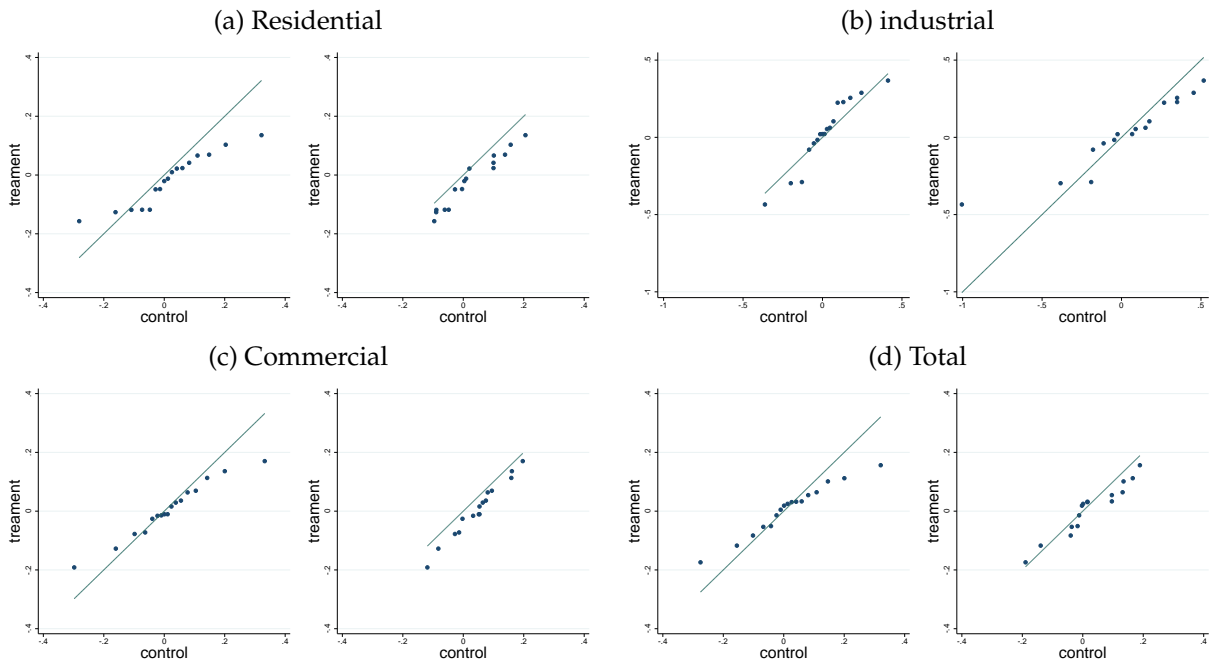 (a) Residential
treament
.4
.2
0
-.2
-.4
-.4 -.2 0 .2 .4
control
treament
.4
.2
0
-.2
-.4
-.4 -.2 0 .2 .4
control
(b) industrial
treament
.5
0
-.5
-1
-1 -.5 0 .5
control
treament
.5
0
-.5
-1
-1 -.5 0 .5
control
(c) Commercial
treament
.4
.2
0
-.2
-.4
-.4 -.2 0 .2 .4
control
treament
.4
.2
0
-.2
-.4
-.4 -.2 0 .2 .4
control
(d) Total
treament
.4
.2
0
-.2
-.4
-.4 -.2 0 .2 .4
control
treament
.4
.2
0
-.2
-.4
-.4 -.2 0 .2 .4
control